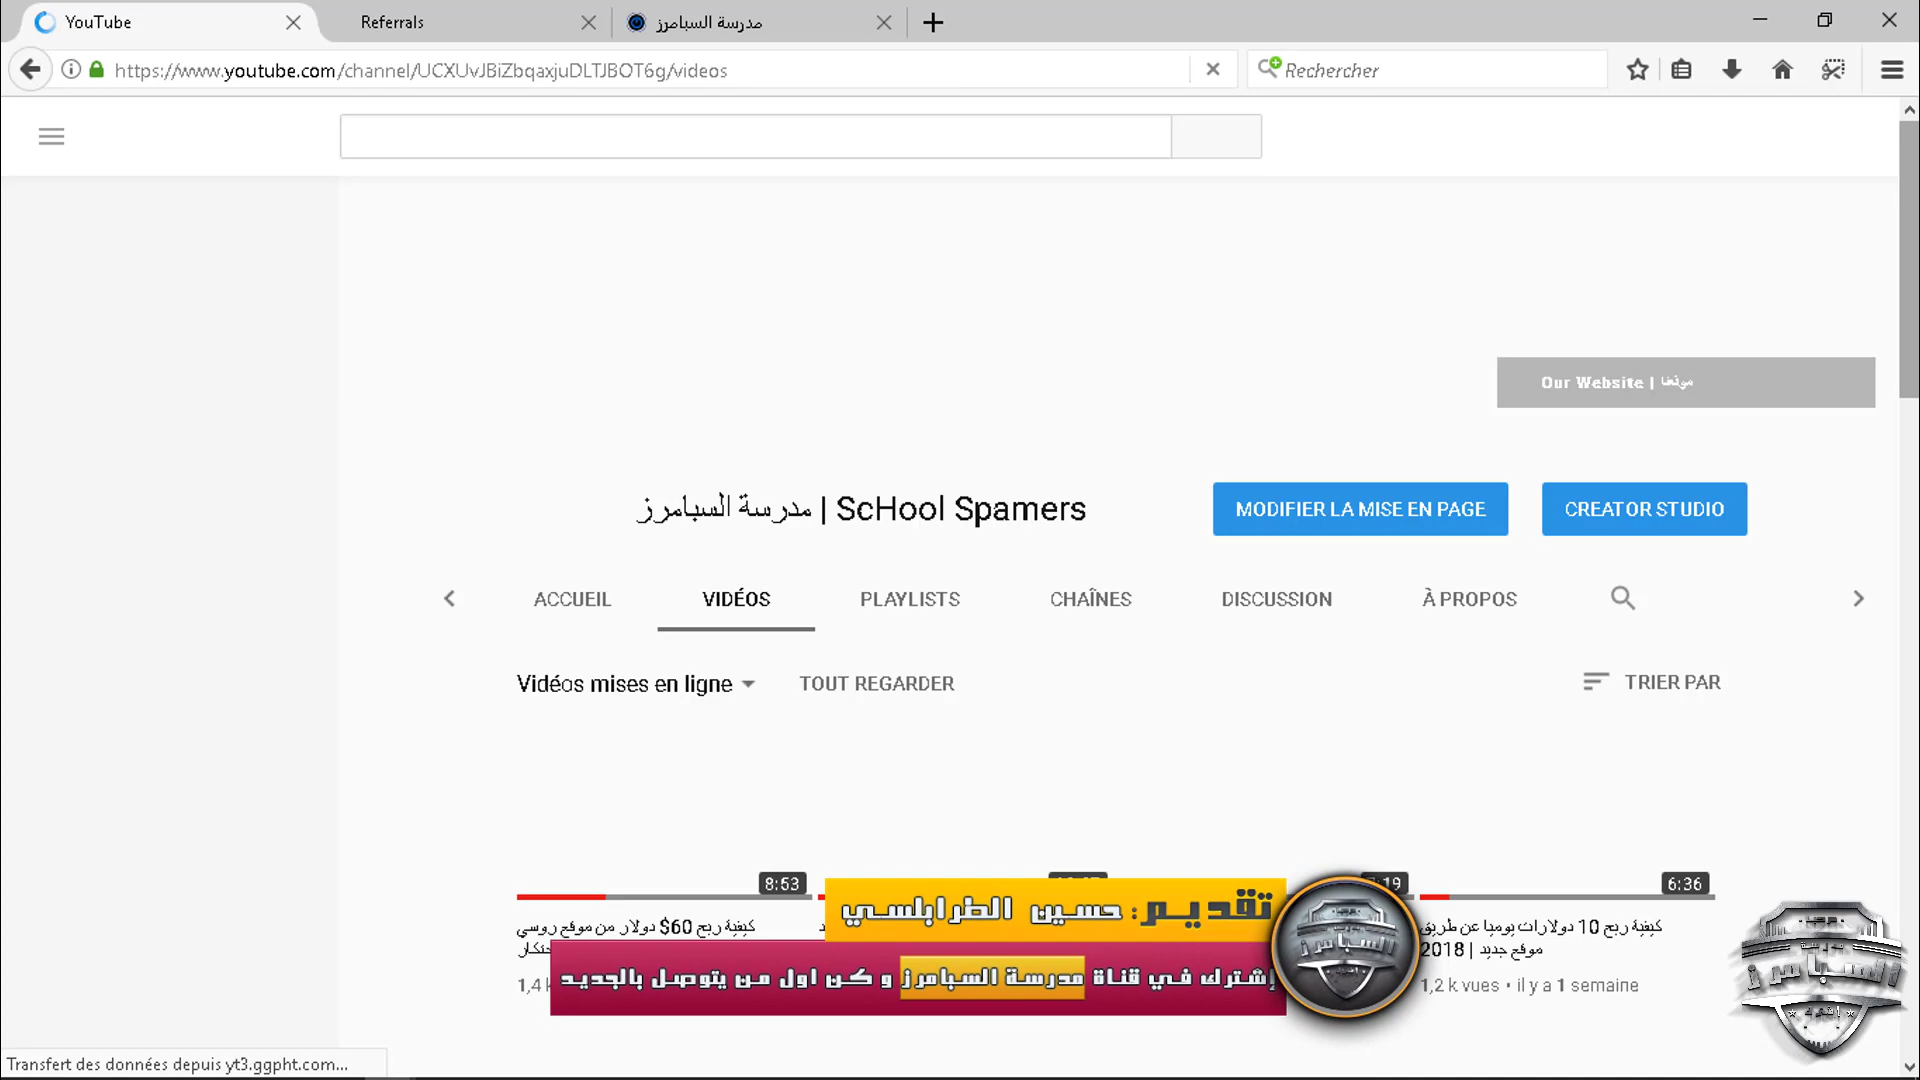 YouTube
Referrals
مدرسة السبامرز
https://www.youtube.com/channel/UCXUvJBiZbqaxjuDLTJBOT6g/videos
Rechercher
Our Website | موقعنا
مدرسة السبامرز | ScHool Spamers
MODIFIER LA MISE EN PAGE
CREATOR STUDIO
ACCUEIL
VIDÉOS
PLAYLISTS
CHAÎNES
DISCUSSION
À PROPOS
Vidéos mises en ligne
TOUT REGARDER
TRIER PAR
8:53
6:36
كيفية ربح 60$ دولار من موقع روسي
كيفية ربح 10 دولارات يوميا عن طريق
موقع جديد | 2018
1,2 k vues • il y a 1 semaine
تقديم: حسين الطرابلسي
إشترك في قناة مدرسة السبامرز و كن اول من يتوصل بالجديد
السبامرز
السبامرز
Transfert des données depuis yt3.ggpht.com...